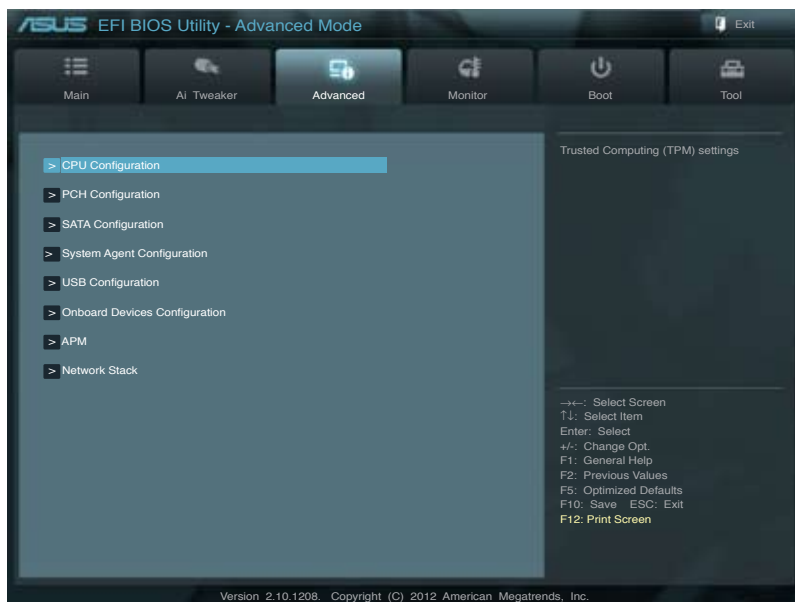 ASUS EFI BIOS Utility - Advanced Mode
Exit
Main
Ai Tweaker
Advanced
Monitor
Boot
Tool
> CPU Configuration
> PCH Configuration
> SATA Configuration
> System Agent Configuration
> USB Configuration
> Onboard Devices Configuration
> APM
> Network Stack
Trusted Computing (TPM) settings
→←: Select Screen
↑↓: Select Item
Enter: Select
+/-: Change Opt.
F1: General Help
F2: Previous Values
F5: Optimized Defaults
F10: Save ESC: Exit
F12: Print Screen
Version 2.10.1208. Copyright (C) 2012 American Megatrends, Inc.